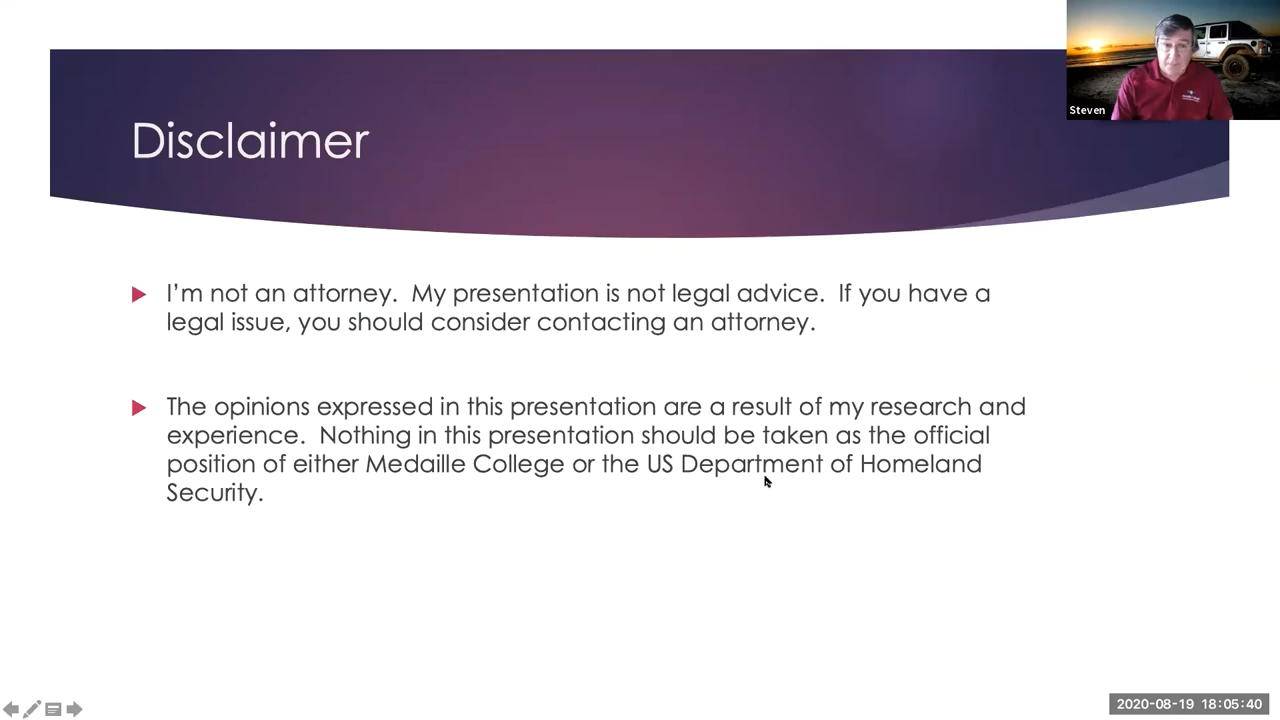 Steven
Disclaimer
I'm not an attorney. My presentation is not legal advice. If you have a
legal issue, you should consider contacting an attorney.
The opinions expressed in this presentation are a result of my research and
experience. Nothing in this presentation should be taken as the official
position of either Medaille College or the US Department of Homeland
Security.
2020-08-19 18:05:40